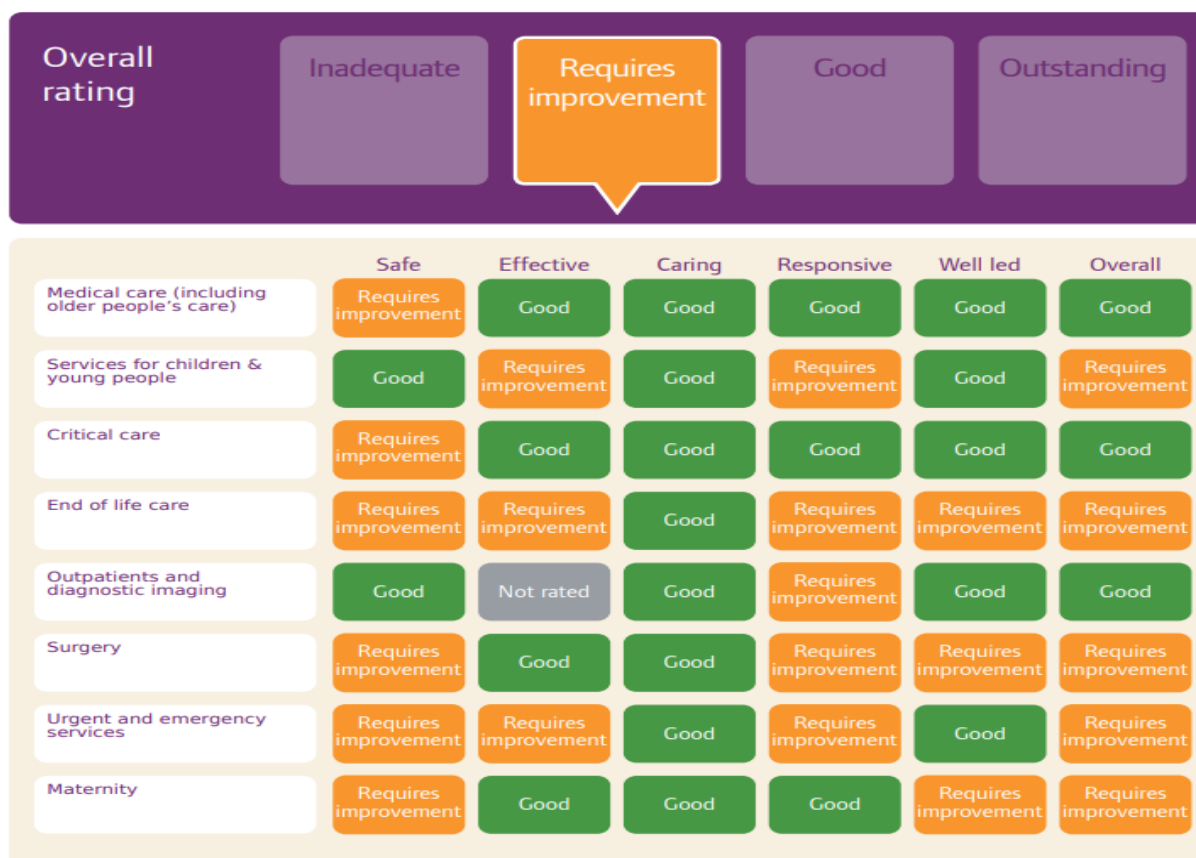 Overall
rating
Inadequate
Requires
improvement
Good
Outstanding
Safe Effective Caring Responsive Well led Overall
Medical care (including
older people's care)
Requires
improvement
Good
Good
Good
Good
Good
Services for children &
young people
Good
Requires
improvement
Good
Requires
improvement
Good
Requires
improvement
Critical care
Requires
improvement
Good
Good
Good
Good
Good
End of life care
Requires
improvement
Requires
improvement
Good
Requires
improvement
Requires
improvement
Requires
improvement
Outpatients and
diagnostic imaging
Good
Not rated
Good
Requires
improvement
Good
Good
Surgery
Requires
improvement
Good
Good
Requires
improvement
Requires
improvement
Requires
improvement
Urgent and emergency
services
Requires
improvement
Requires
improvement
Good
Requires
improvement
Good
Requires
improvement
Maternity
Requires
improvement
Good
Good
Good
Requires
improvement
Requires
improvement